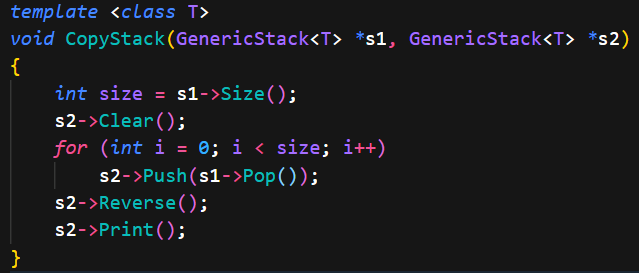 template <class T>
void CopyStack(GenericStack<T> *s1, GenericStack<T> *s2)
{
    int size = s1->Size();
    s2->Clear();
    for (int i = 0; i < size; i++)
        s2->Push(s1->Pop());
    s2->Reverse();
    s2->Print();
}